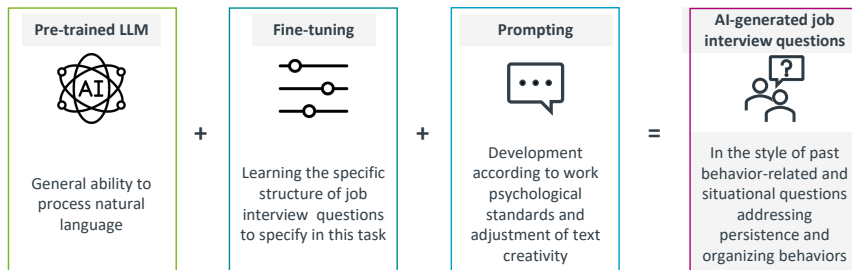 Pre-trained LLM
AI
General ability to
process natural
language
+
Fine-tuning
Learning the specific
structure of job
interview questions
to specify in this task
+
Prompting
Development
according to work
psychological
standards and
adjustment of text
creativity
=
AI-generated job
interview questions
?
In the style of past
behavior-related and
situational questions
addressing
persistence and
organizing behaviors